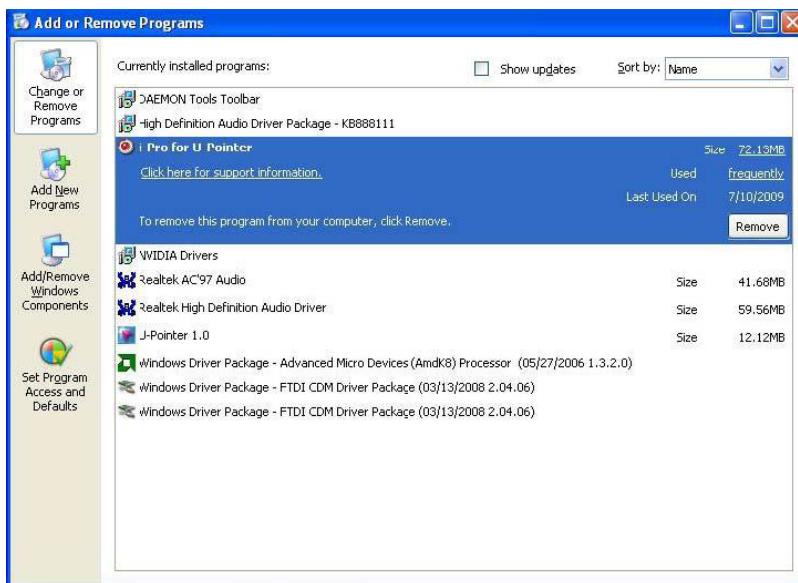 Add or Remove Programs
Change or
Remove
Programs
Add New
Programs
Add/Remove
Windows
Components
Set Program
Access and
Defaults
Currently installed programs:
Show updates
Sort by: Name
DAEMON Tools Toolbar
High Definition Audio Driver Package - KB888111
i Pro for U Pointer Size 72.13MB
Click here for support information. Used frequently
Last Used On 7/10/2009
To remove this program from your computer, click Remove. Remove
NVIDIA Drivers
Realtek AC'97 Audio Size 41.68MB
Realtek High Definition Audio Driver Size 59.56MB
U-Pointer 1.0 Size 12.12MB
Windows Driver Package - Advanced Micro Devices (AmdK8) Processor (05/27/2006 1.3.2.0)
Windows Driver Package - FTDI CDM Driver Package (03/13/2008 2.04.06)
Windows Driver Package - FTDI CDM Driver Package (03/13/2008 2.04.06)